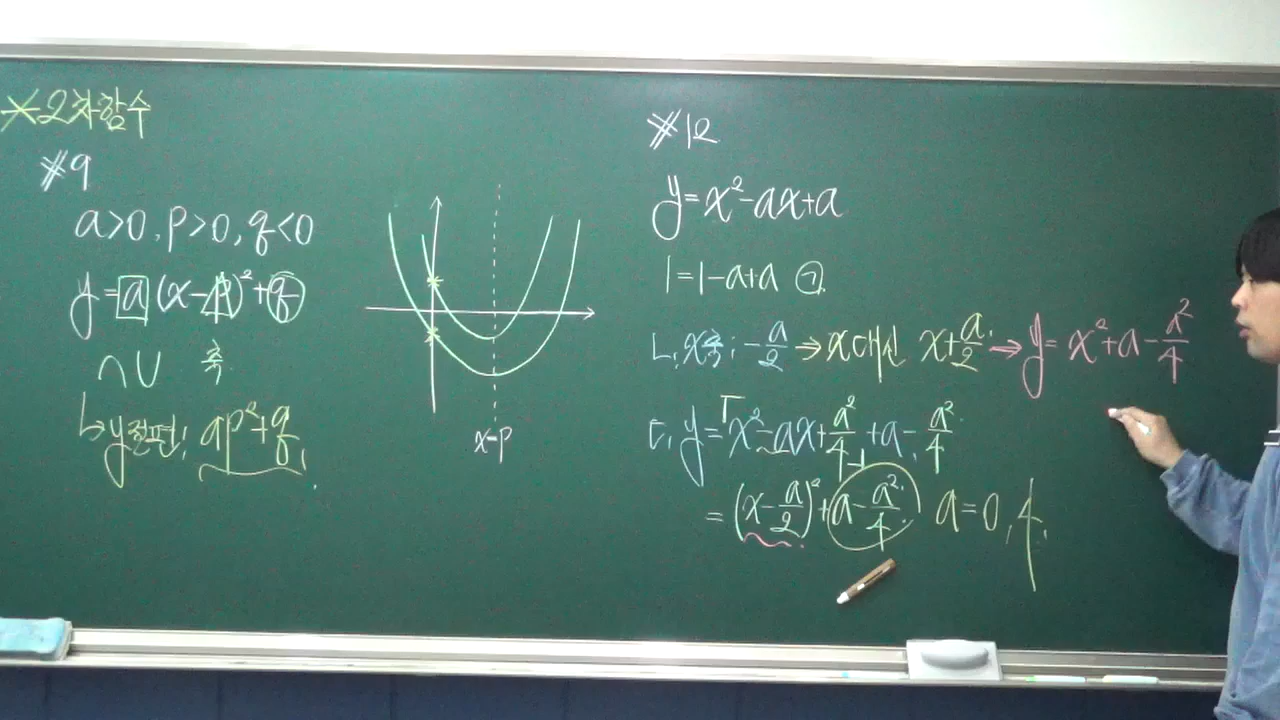 ※2차함수
#9
a>0, p>0, q<0
y=a(x-p)²+q
∩∪ 축
↳y절편; ap²+q
x=p
#12
y=x²-ax+a
1=1-a+a ㉠
ㄴ, x축; -a/2 ⇒ x대신 x+a/2 ⇒ y=x²+a-a²/4
ㄷ, y=x²-ax+a²/4+a-a²/4
=(x-a/2)²+a-a²/4 a=0, 4